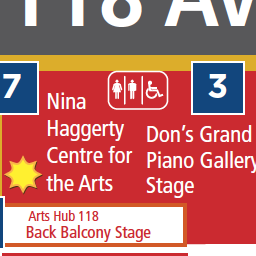 118 Av
7
3
Nina
Haggerty
Centre for
the Arts
Don's Grand
Piano Gallery
Stage
Arts Hub 118
Back Balcony Stage